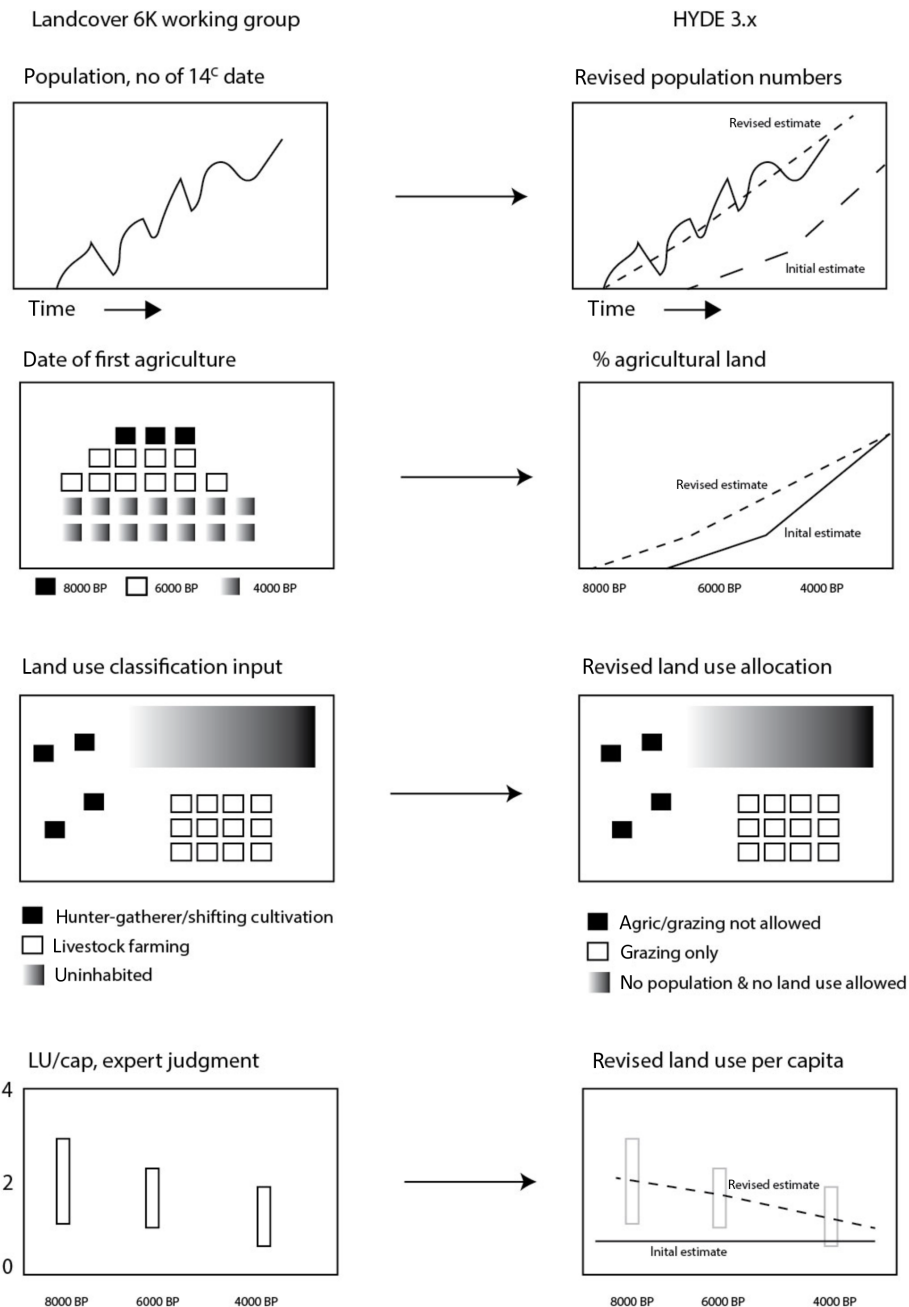 Landcover 6K working group
HYDE 3.x
Population, no of 14ᶜ date
Revised population numbers
Revised estimate
Initial estimate
Time
Time
Date of first agriculture
% agricultural land
Revised estimate
Inital estimate
8000 BP 6000 BP 4000 BP
8000 BP 6000 BP 4000 BP
Land use classification input
Revised land use allocation
Hunter-gatherer/shifting cultivation
Livestock farming
Uninhabited
Agric/grazing not allowed
Grazing only
No population & no land use allowed
LU/cap, expert judgment
Revised land use per capita
4
2
0
Revised estimate
Inital estimate
8000 BP 6000 BP 4000 BP
8000 BP 6000 BP 4000 BP